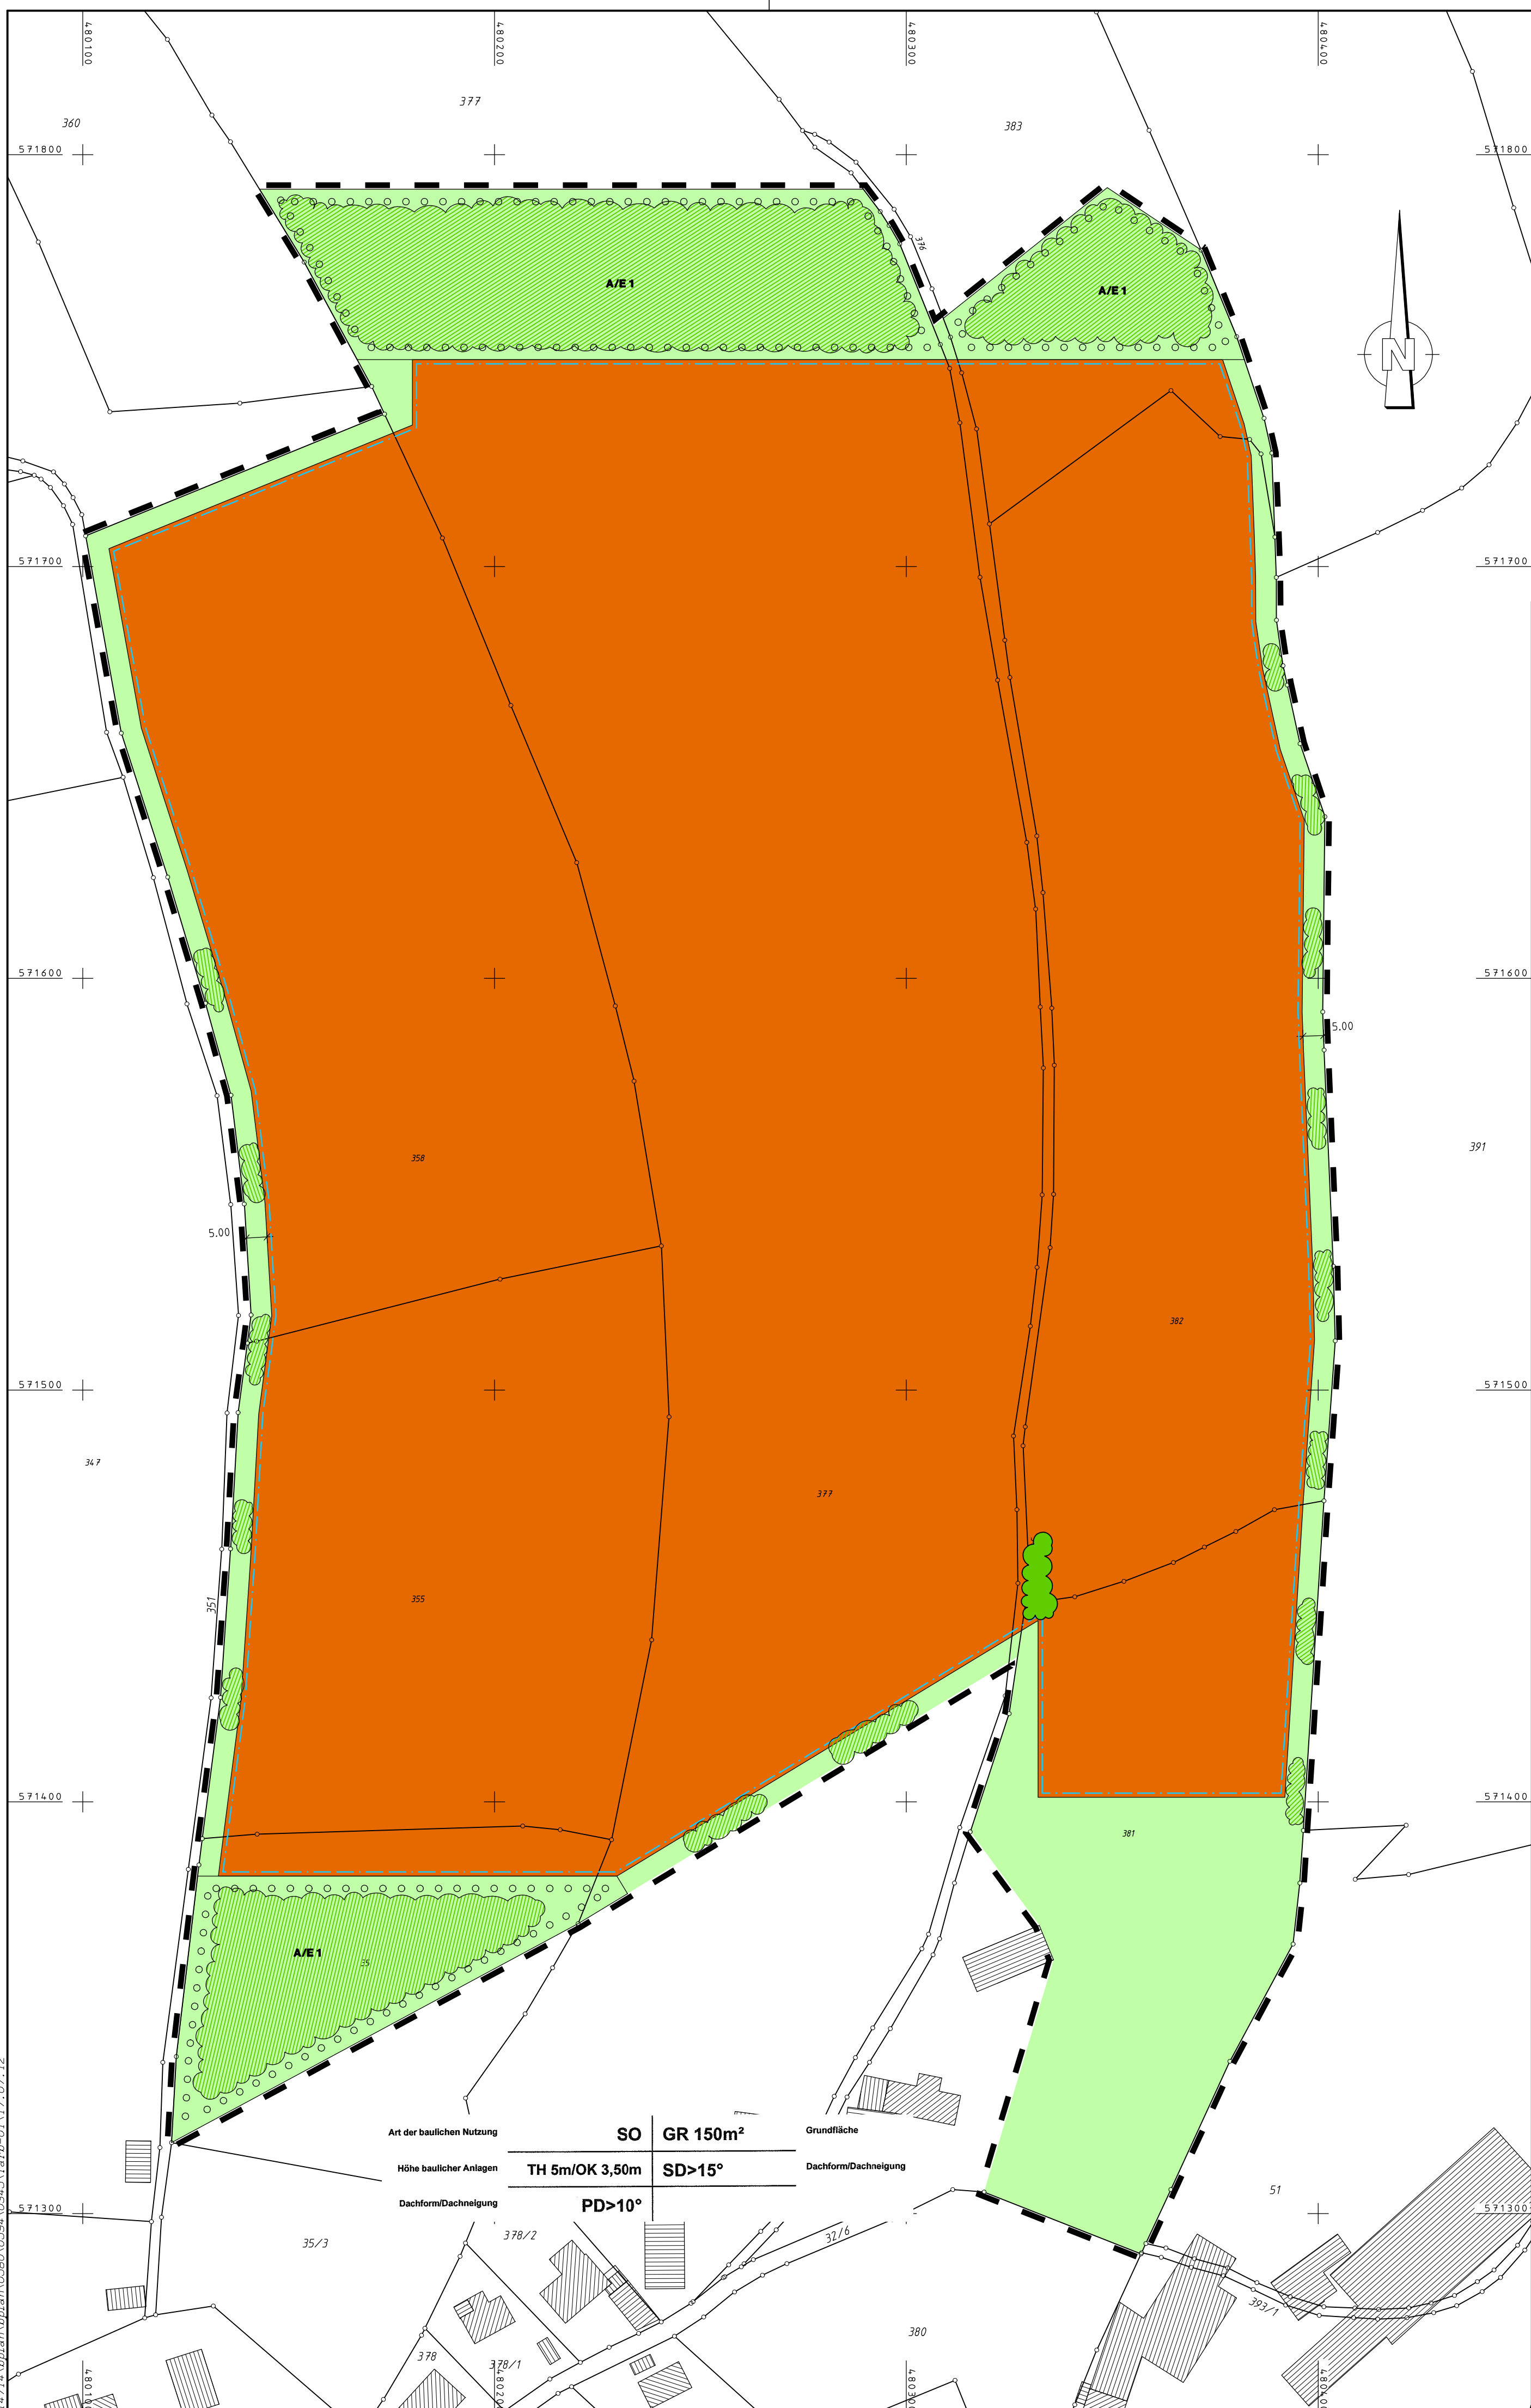 480100
480200
480300
480400
377
360
383
571800
571800
376
A/E 1
A/E 1
N
571700
571700
571600
571600
5.00
391
358
5.00
382
571500
571500
347
377
351
355
571400
571400
381
A/E 1
35
Art der baulichen Nutzung
SO
GR 150m²
Grundfläche
Höhe baulicher Anlagen
TH 5m/OK 3,50m
SD>15°
Dachform/Dachneigung
Dachform/Dachneigung
PD>10°
51
571300
571300
35/3
378/2
32/6
393/1
380
378
378/1